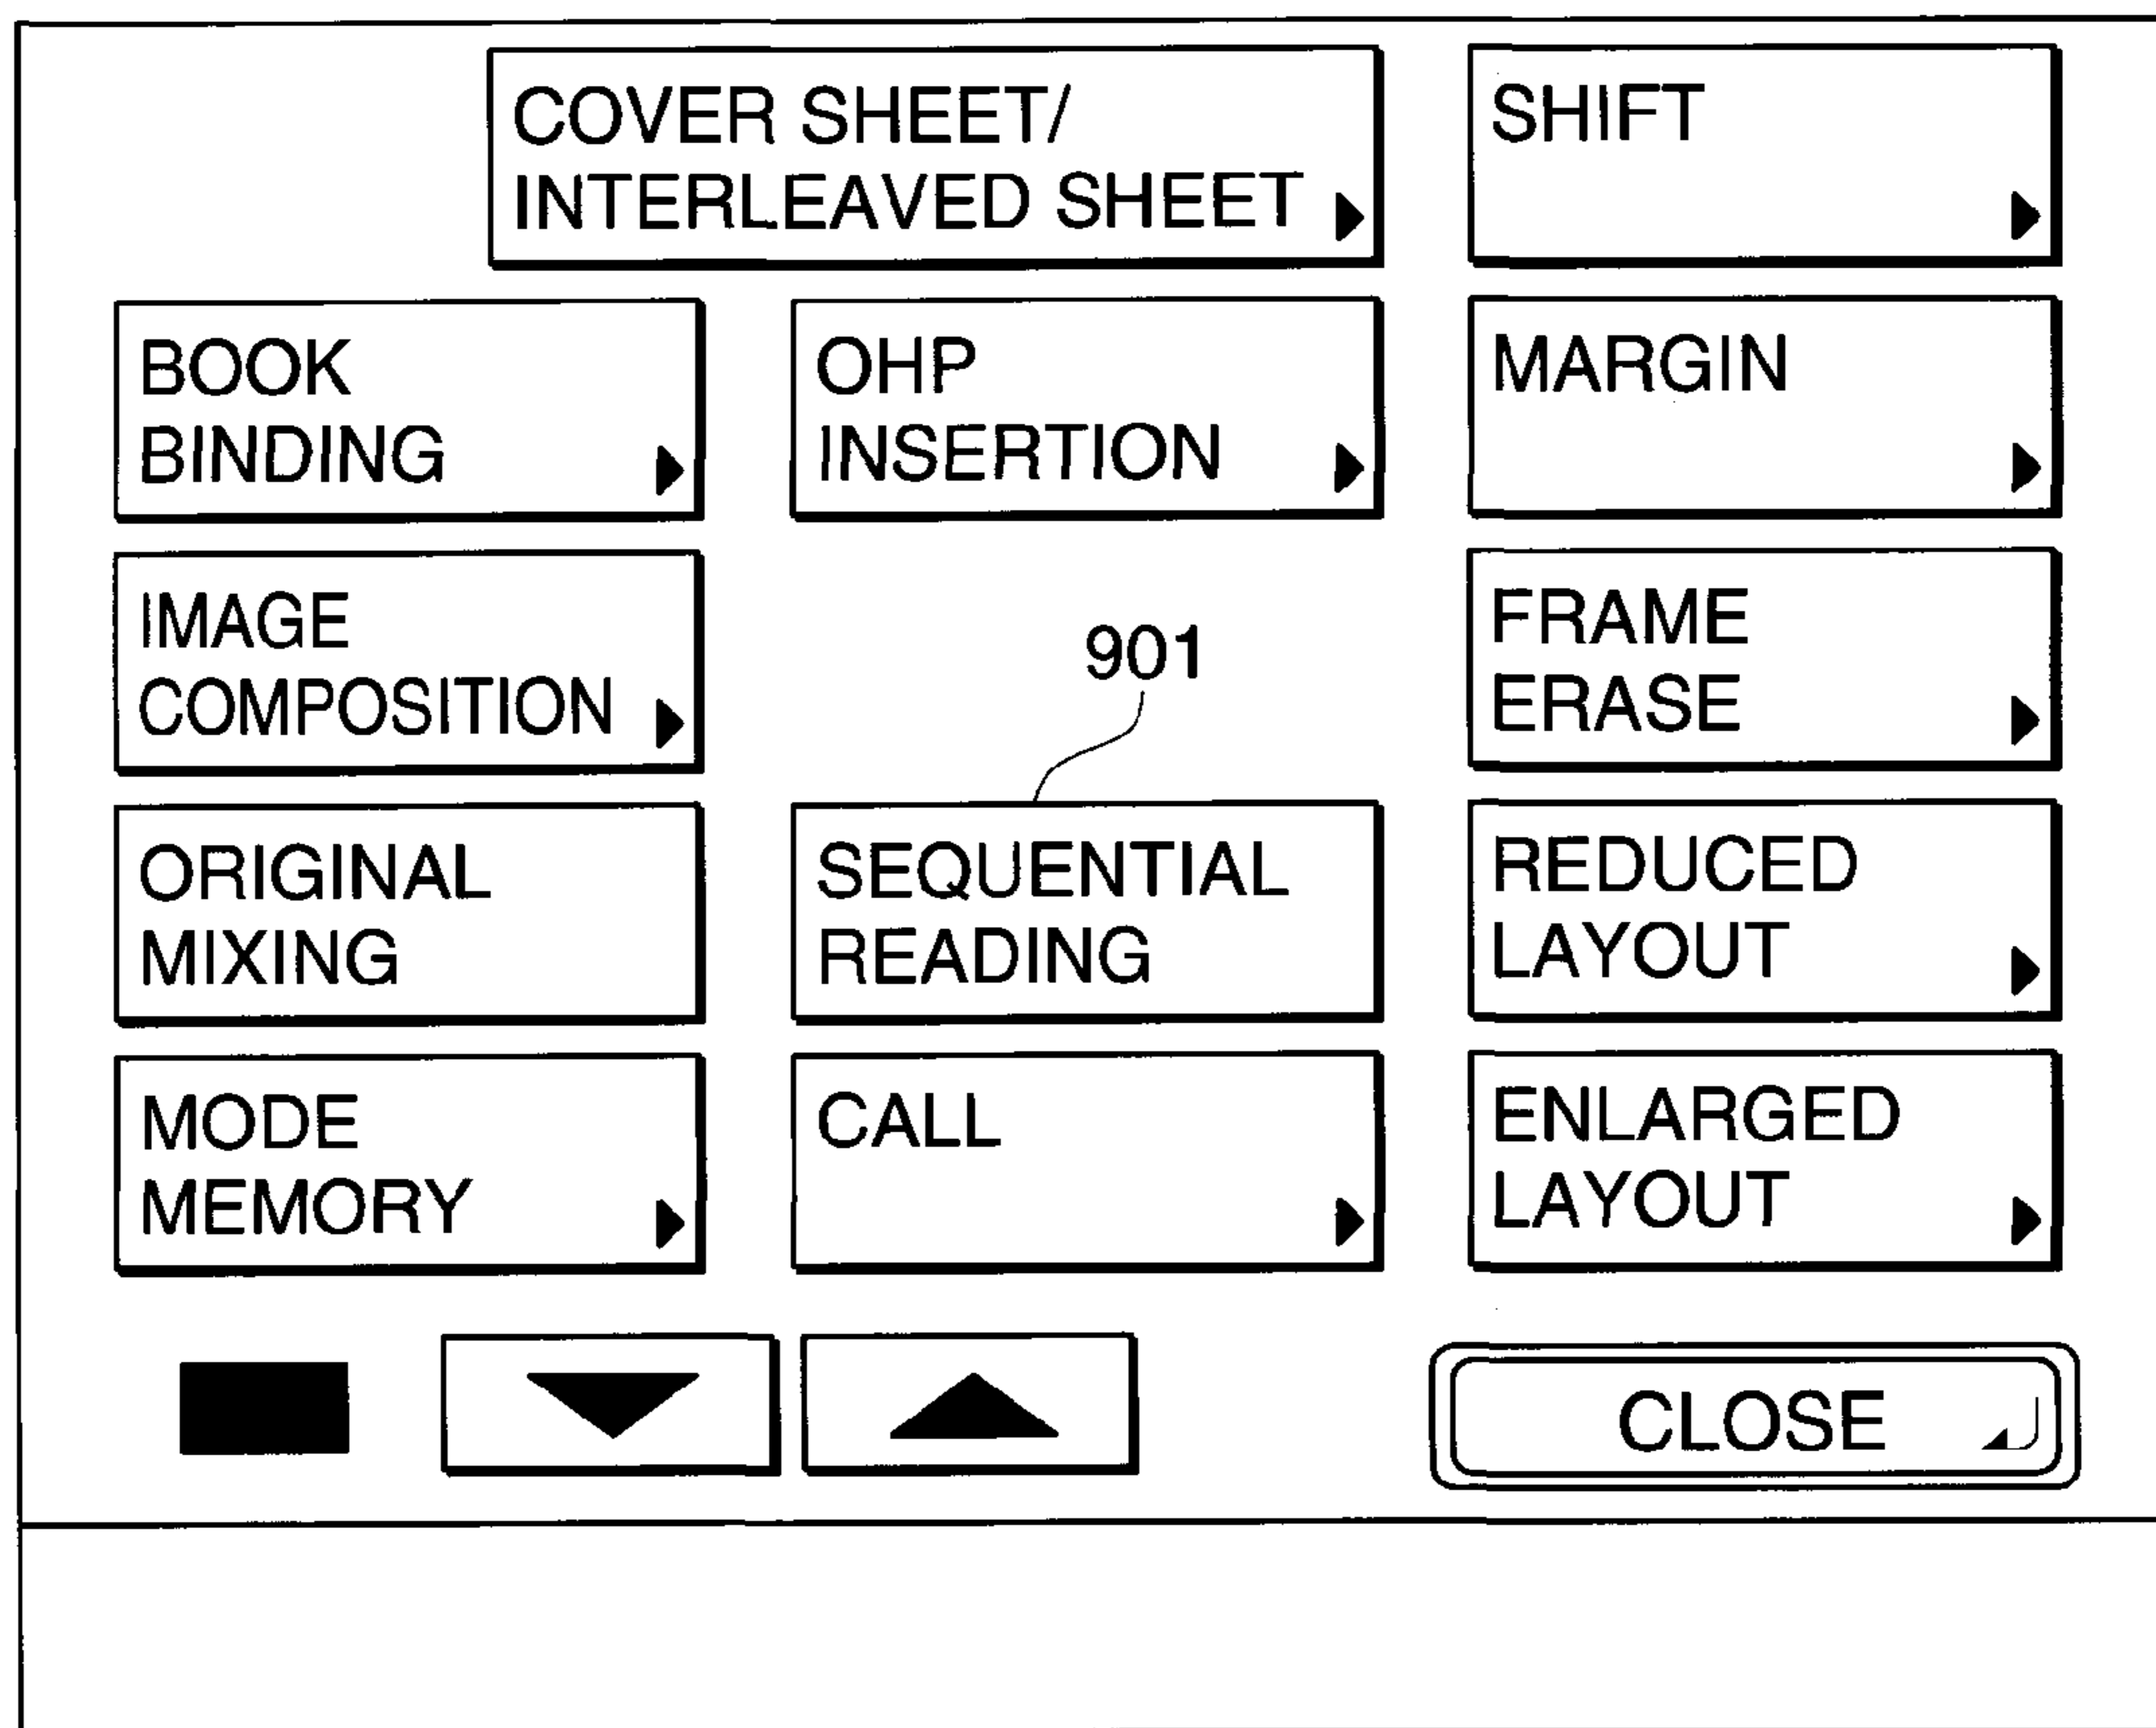 COVER SHEET/
INTERLEAVED SHEET
SHIFT
BOOK
BINDING
OHP
INSERTION
MARGIN
IMAGE
COMPOSITION
901
FRAME
ERASE
ORIGINAL
MIXING
SEQUENTIAL
READING
REDUCED
LAYOUT
MODE
MEMORY
CALL
ENLARGED
LAYOUT
CLOSE